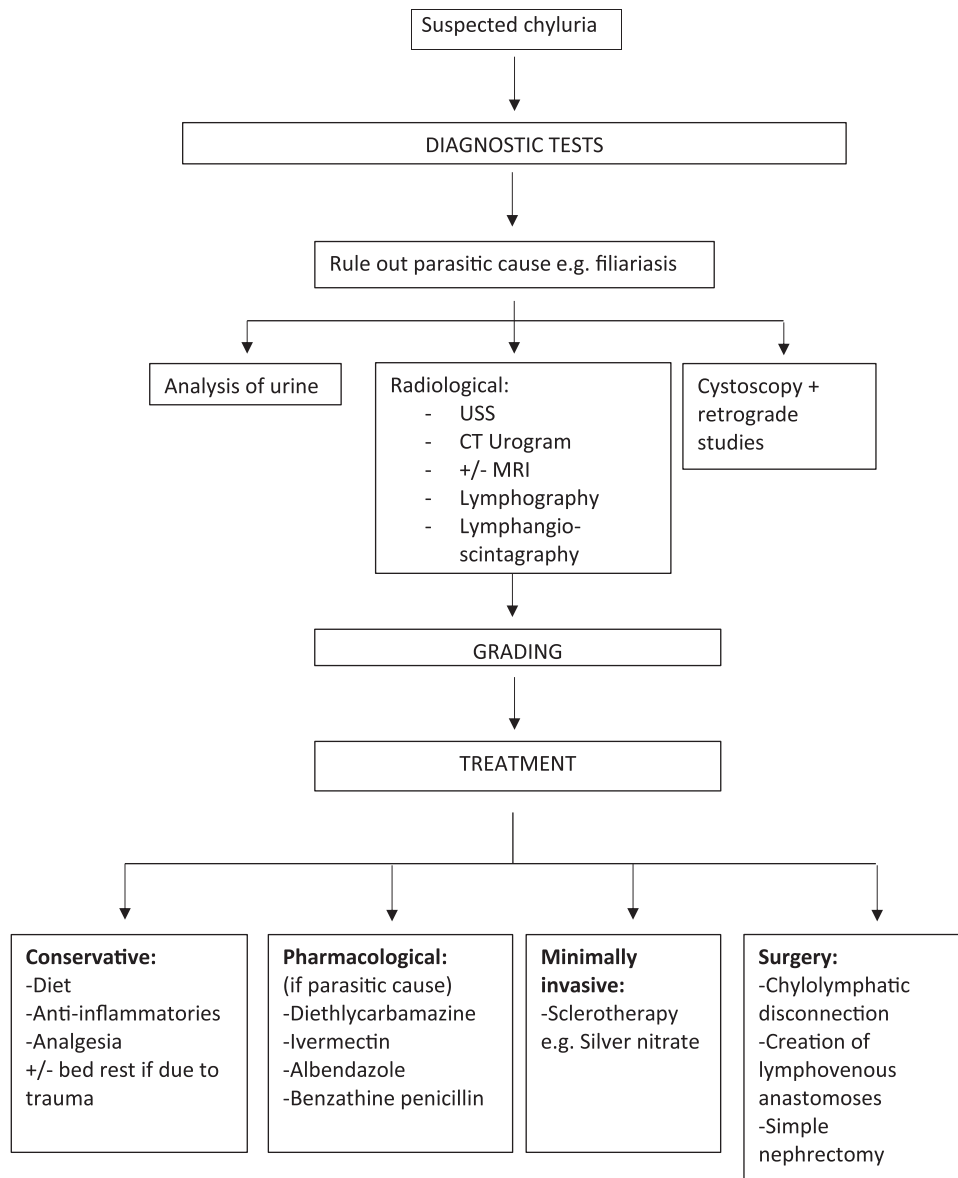 Suspected chyluria
DIAGNOSTIC TESTS
Rule out parasitic cause e.g. filiariasis
Analysis of urine
Radiological:
- USS
- CT Urogram
- +/- MRI
- Lymphography
- Lymphangio-
scintagraphy
Cystoscopy +
retrograde
studies
GRADING
TREATMENT
Conservative:
-Diet
-Anti-inflammatories
-Analgesia
+/- bed rest if due to
trauma
Pharmacological:
(if parasitic cause)
-Diethlycarbamazine
-Ivermectin
-Albendazole
-Benzathine penicillin
Minimally
invasive:
-Sclerotherapy
e.g. Silver nitrate
Surgery:
-Chylolymphatic
disconnection
-Creation of
lymphovenous
anastomoses
-Simple
nephrectomy